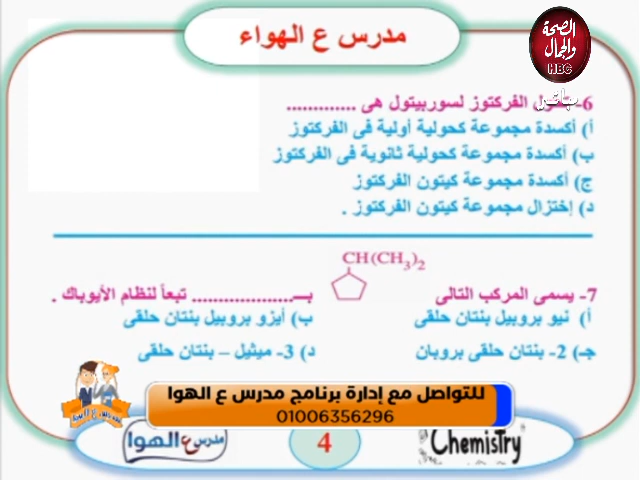 مدرس ع الهواء
الصحة
والجمال
HBC
مباشر
6- تحول الفركتوز لسوربيتول هى .............
أ) أكسدة مجموعة كحولية أولية فى الفركتوز
ب) أكسدة مجموعة كحولية ثانوية فى الفركتوز
ج) أكسدة مجموعة كيتون الفركتوز
د) إختزال مجموعة كيتون الفركتوز .
CH(CH3)2
7- يسمى المركب التالى بـــ.................... تبعاً لنظام الأيوباك .
أ) نيو بروبيل بنتان حلقى ب) أيزو بروبيل بنتان حلقى
جـ) 2- بنتان حلقى بروبان د) 3- ميثيل – بنتان حلقى
للتواصل مع إدارة برنامج مدرس ع الهوا
01006356296
مدرس ع الهوا
4
Chemistry